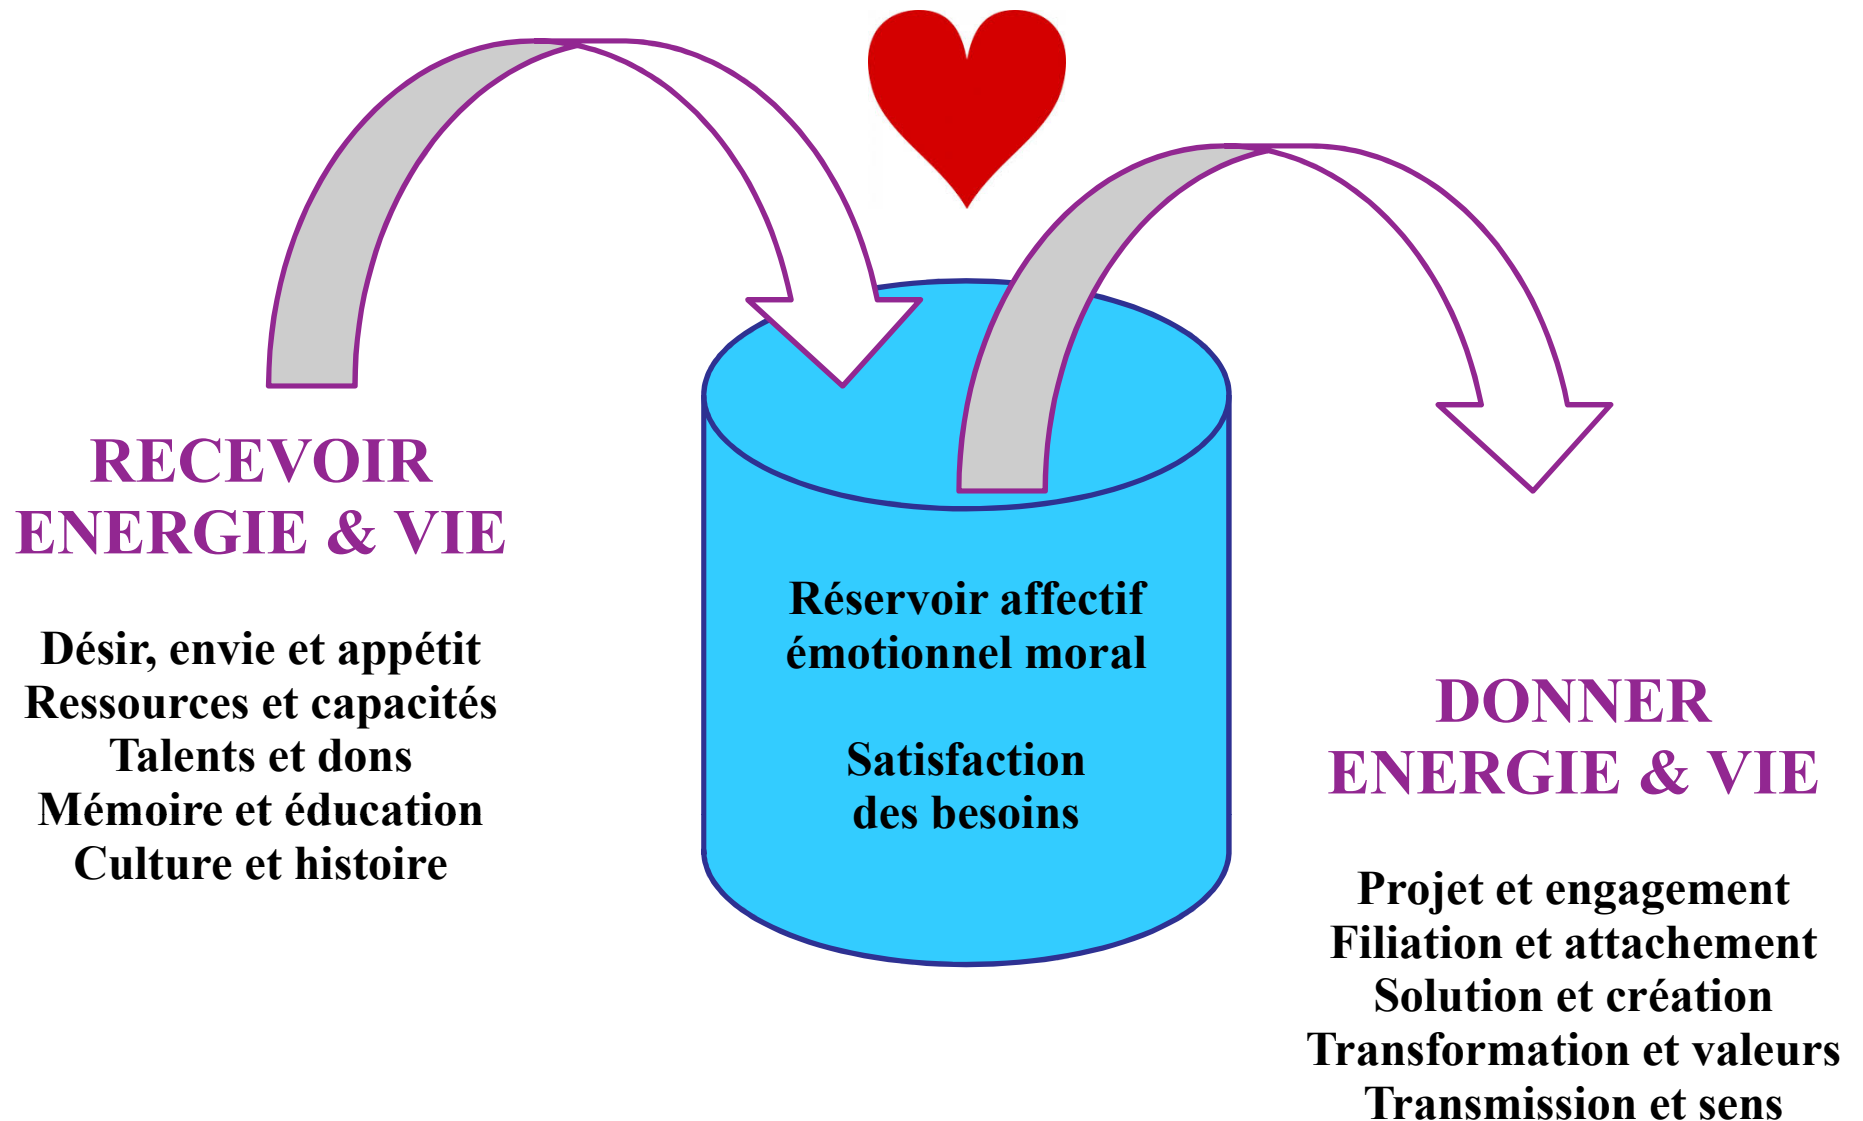 RECEVOIR
ENERGIE & VIE
Désir, envie et appétit
Ressources et capacités
Talents et dons
Mémoire et éducation
Culture et histoire
Réservoir affectif
émotionnel moral
Satisfaction
des besoins
DONNER
ENERGIE & VIE
Projet et engagement
Filiation et attachement
Solution et création
Transformation et valeurs
Transmission et sens